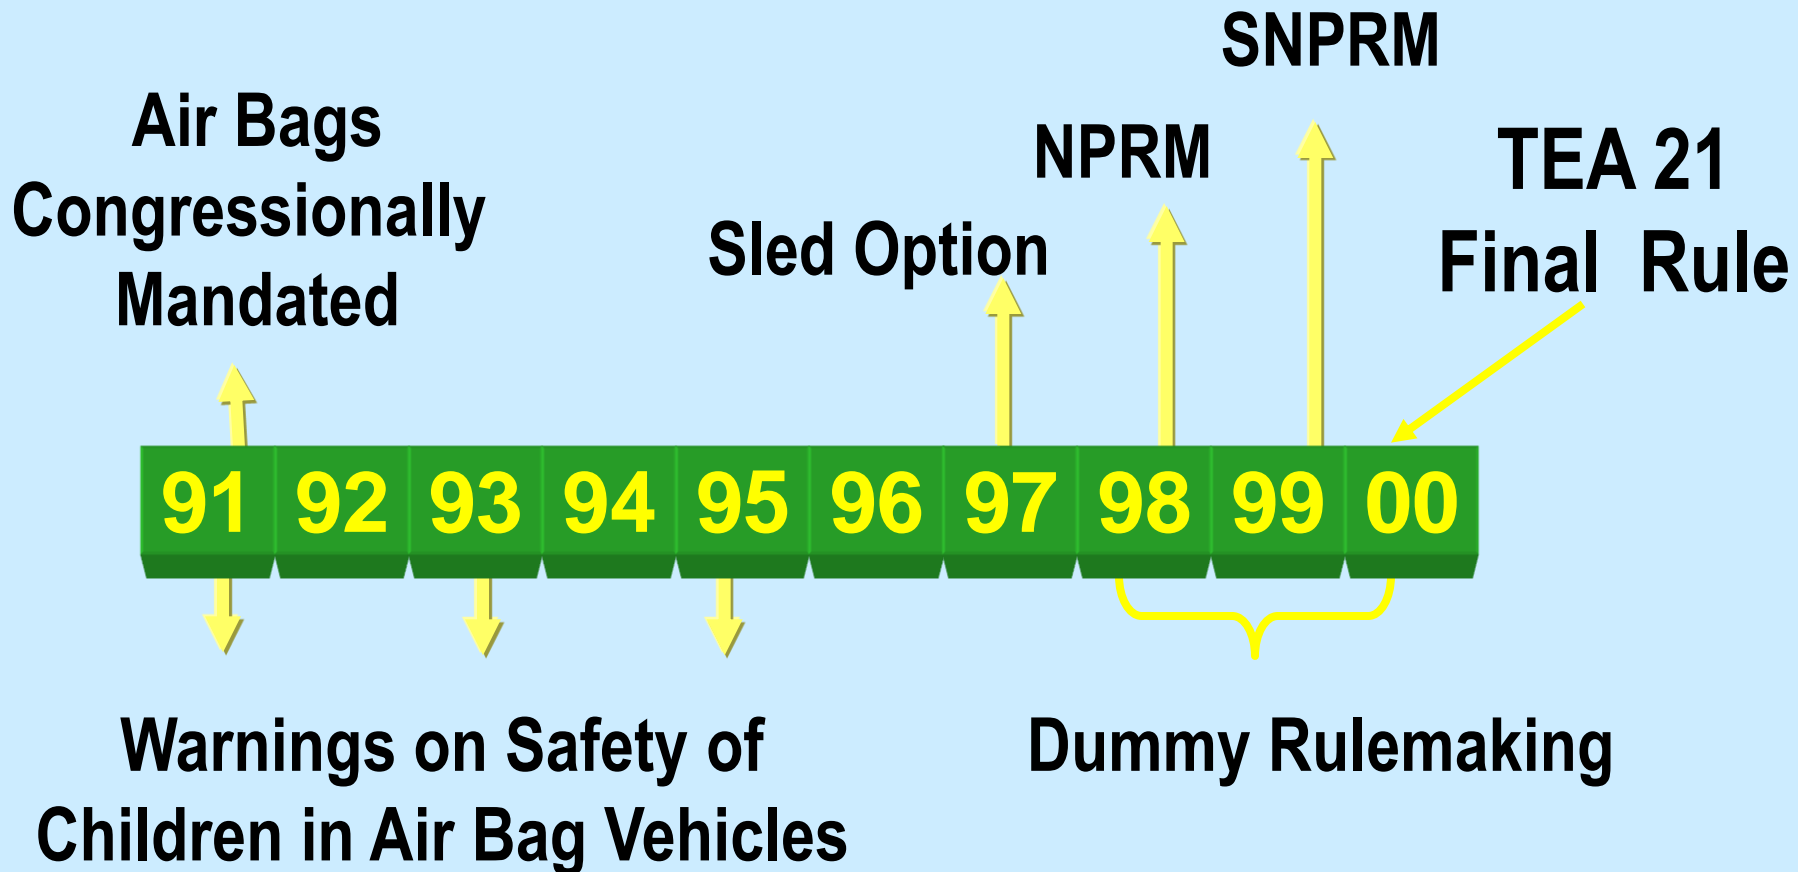 SNPRM
Air Bags
Congressionally
Mandated
NPRM
TEA 21
Final Rule
Sled Option
91 92 93 94 95 96 97 98 99 00
Warnings on Safety of
Children in Air Bag Vehicles
Dummy Rulemaking